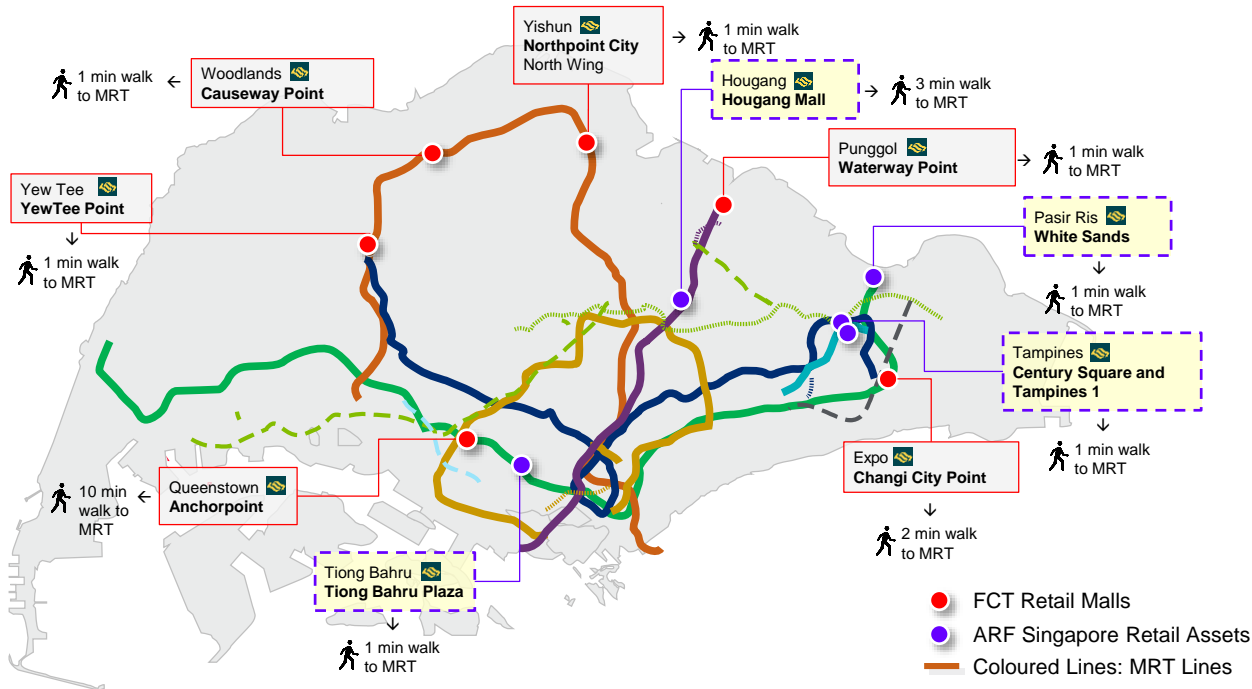 Yishun
Northpoint City
North Wing
1 min walk
to MRT
Woodlands
Causeway Point
1 min walk
to MRT
Hougang
Hougang Mall
3 min walk
to MRT
Punggol
Waterway Point
1 min walk
to MRT
Yew Tee
YewTee Point
1 min walk
to MRT
Pasir Ris
White Sands
1 min walk
to MRT
Tampines
Century Square and
Tampines 1
1 min walk
to MRT
Expo
Changi City Point
2 min walk
to MRT
Queenstown
Anchorpoint
10 min
walk to
MRT
Tiong Bahru
Tiong Bahru Plaza
1 min walk
to MRT
FCT Retail Malls
ARF Singapore Retail Assets
Coloured Lines: MRT Lines